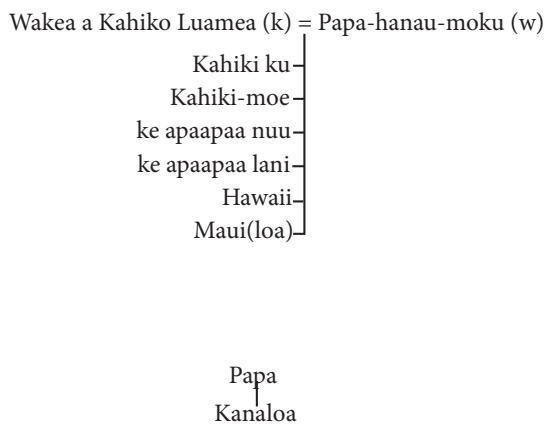 Wakea a Kahiko Luamea (k) = Papa-hanau-moku (w)
Kahiki ku
Kahiki-moe
ke apaapaa nuu
ke apaapaa lani
Hawaii
Maui(loa)
Papa
Kanaloa